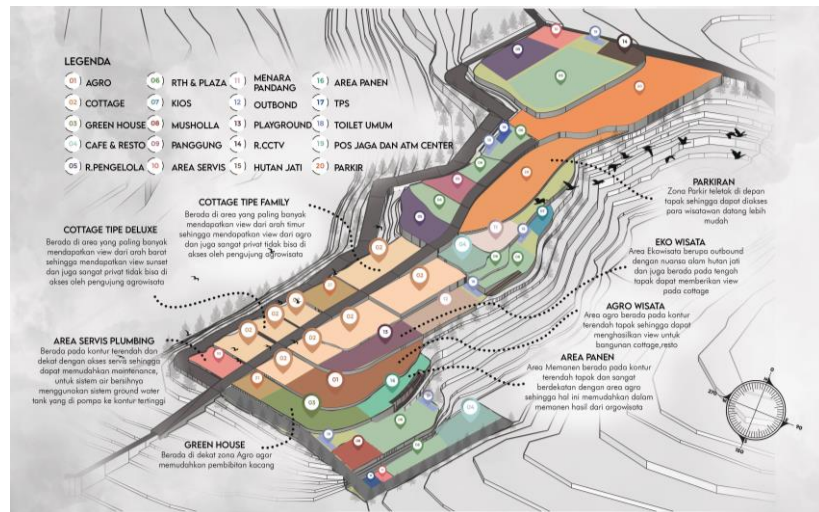 LEGENDA
01 AGRO
02 COTTAGE
03 GREEN HOUSE
04 CAFE & RESTO
05 R.PENGELOLA
06 RTH & PLAZA
07 KIOS
08 MUSHOLLA
09 PANGGUNG
10 AREA SERVIS
11 MENARA
PANDANG
12 OUTBOND
13 PLAYGROUND
14 R.CCTV
15 HUTAN JATI
16 AREA PANEN
17 TPS
18 TOILET UMUM
19 POS JAGA DAN ATM CENTER
20 PARKIR
COTTAGE TIPE FAMILY
Berada di area yang paling banyak
mendapatkan view dari arah timur
sehingga mendapatkan view dari agro
dan juga sangat privat tidak bisa di
akses oleh pengujung agrowisata
COTTAGE TIPE DELUXE
Berada di area yang paling banyak
mendapatkan view dari arah barat
sehingga mendapatkan view sunset
dan juga sangat privat tidak bisa di
akses oleh pengujung agrowisata
AREA SERVIS PLUMBING
Berada pada kontur terendah dan
dekat dengan akses servis sehingga
dapat memudahkan maintenance,
untuk sistem air bersihnya
menggunokan sistem ground water
tank yang di pompa ke kontur tertinggi
GREEN HOUSE
Berada di dekat zona Agro agar
memudahkan pembibitan kacang
PARKIRAN
Zona Parkir teletak di depan
tapak sehingga dapat diakses
para wisatawan datang lebih
mudah
EKO WISATA
Area Ekowisata berupa outbound
dengan nuansa alam hutan jati
dan juga berada pada tengah
tapak dapat memberikan view
pada cottage
AGRO WISATA
Area agro berada pada kontur
terendah tapak sehingga dapat
menghasilkan view untuk
bangunan cottage,resto
AREA PANEN
Area Memanen berada pada kontur
terendah tapak dan sangat
berdekatan dengan area agro
sehingga hal ini memudahkan dalam
memanen hasil dari argowisata